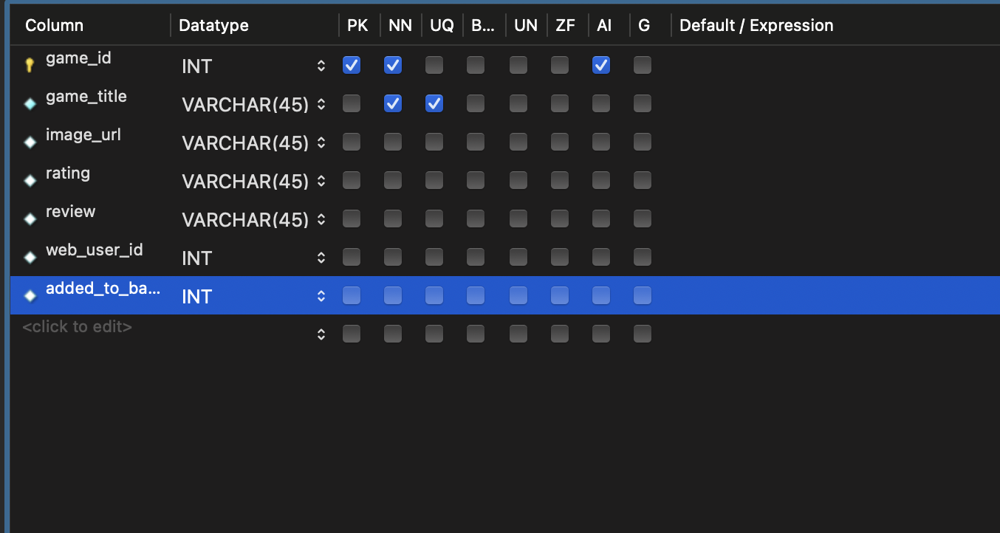 Column Datatype PK NN UQ B... UN ZF AI G Default / Expression
game_id INT
game_title VARCHAR(45)
image_url VARCHAR(45)
rating VARCHAR(45)
review VARCHAR(45)
web_user_id INT
added_to_ba... INT
<click to edit>